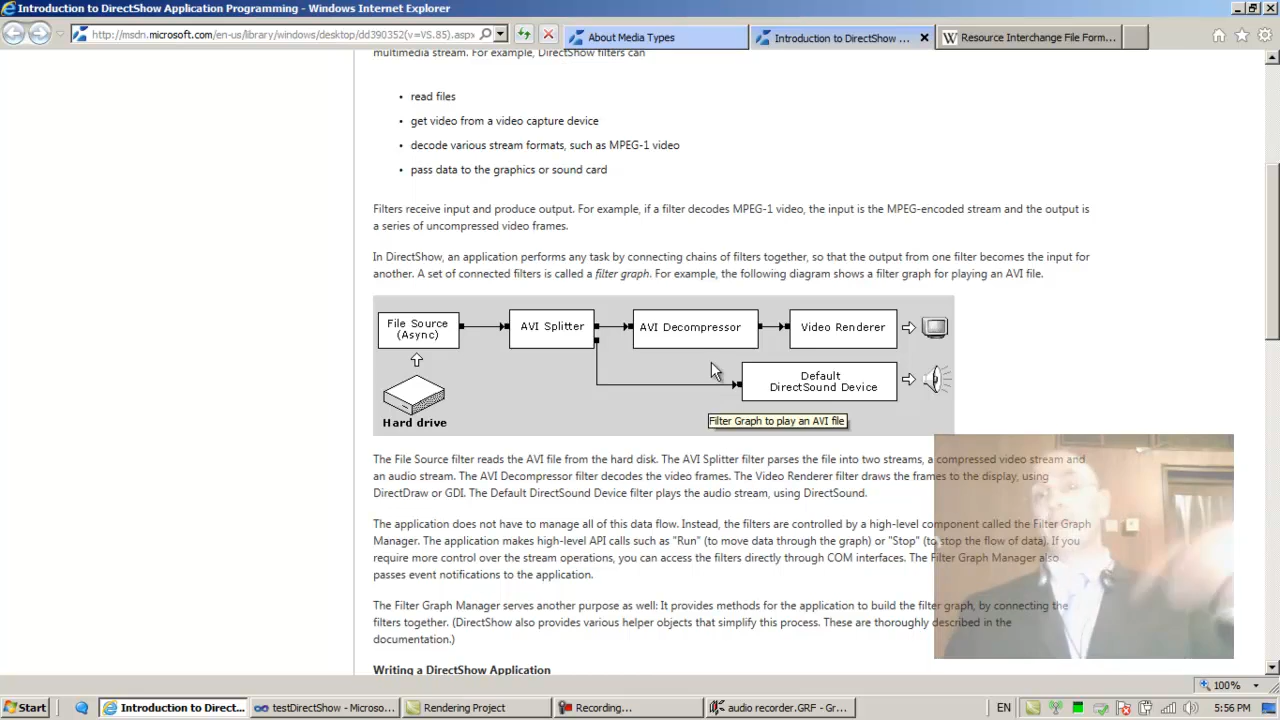 Introduction to DirectShow Application Programming - Windows Internet Explorer
http://msdn.microsoft.com/en-us/library/windows/desktop/dd390352(v=VS.85).aspx
About Media Types
Introduction to DirectShow ...
Resource Interchange File Form...
multimedia stream. For example, DirectShow filters can
• read files
• get video from a video capture device
• decode various stream formats, such as MPEG-1 video
• pass data to the graphics or sound card
Filters receive input and produce output. For example, if a filter decodes MPEG-1 video, the input is the MPEG-encoded stream and the output is
a series of uncompressed video frames.
In DirectShow, an application performs any task by connecting chains of filters together, so that the output from one filter becomes the input for
another. A set of connected filters is called a filter graph. For example, the following diagram shows a filter graph for playing an AVI file.
File Source
(Async)
AVI Splitter
AVI Decompressor
Video Renderer
Default
DirectSound Device
Hard drive
Filter Graph to play an AVI file
The File Source filter reads the AVI file from the hard disk. The AVI Splitter filter parses the file into two streams, a compressed video stream and
an audio stream. The AVI Decompressor filter decodes the video frames. The Video Renderer filter draws the frames to the display, using
DirectDraw or GDI. The Default DirectSound Device filter plays the audio stream, using DirectSound.
The application does not have to manage all of this data flow. Instead, the filters are controlled by a high-level component called the Filter Graph
Manager. The application makes high-level API calls such as "Run" (to move data through the graph) or "Stop" (to stop the flow of data). If you
require more control over the stream operations, you can access the filters directly through COM interfaces. The Filter Graph Manager also
passes event notifications to the application.
The Filter Graph Manager serves another purpose as well: It provides methods for the application to build the filter graph, by connecting the
filters together. (DirectShow also provides various helper objects that simplify this process. These are thoroughly described in the
documentation.)
Writing a DirectShow Application
100%
Start
Introduction to Direct...
testDirectShow - Microso...
Rendering Project
Recording...
audio recorder.GRF - Gr...
EN
5:56 PM